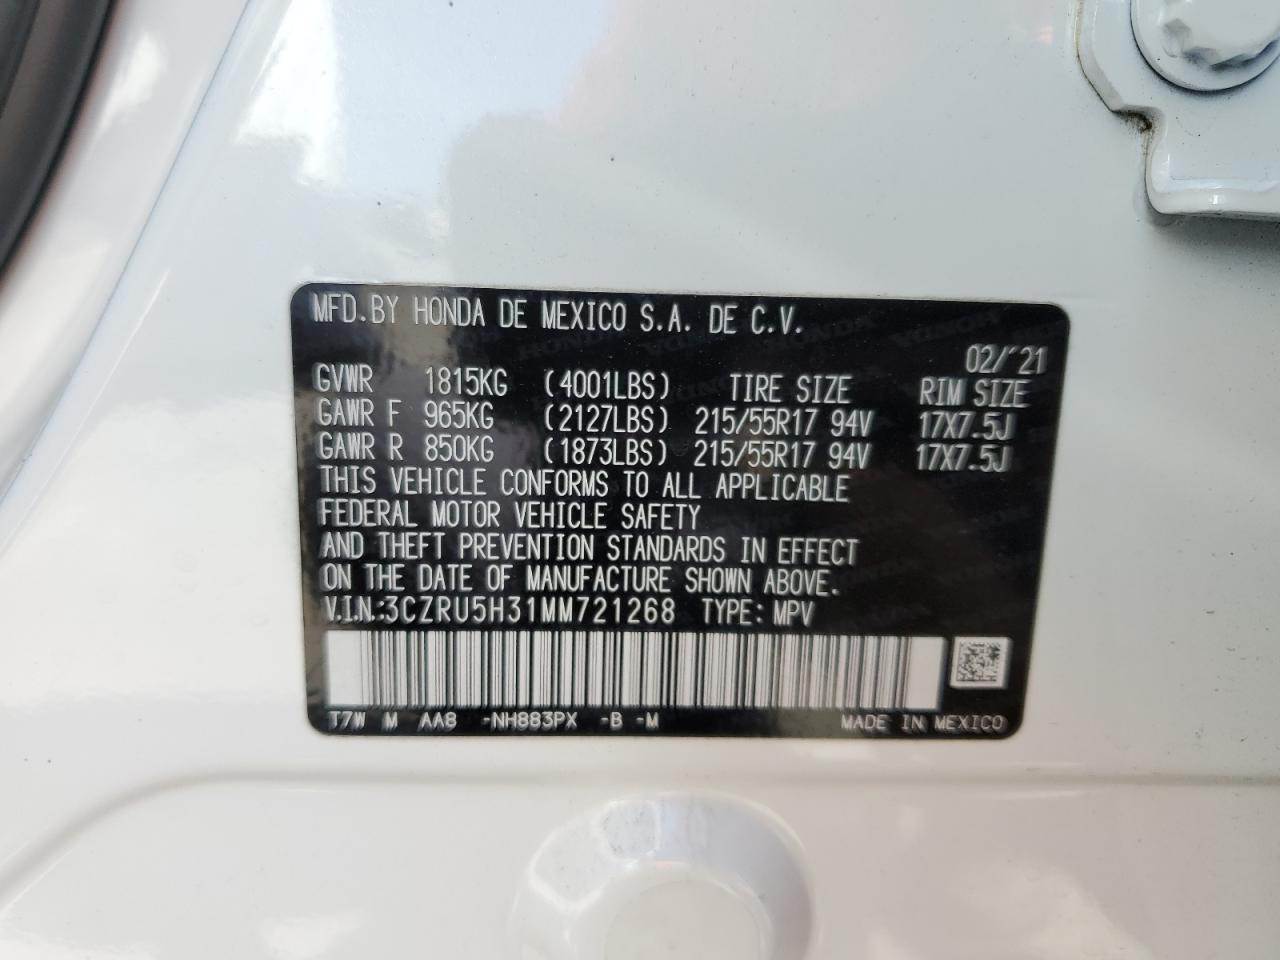 MFD.BY HONDA DE MEXICO S.A. DE C.V.
02/'21
GVWR 1815KG (4001LBS) TIRE SIZE RIM SIZE
GAWR F 965KG (2127LBS) 215/55R17 94V 17X7.5J
GAWR R 850KG (1873LBS) 215/55R17 94V 17X7.5J
THIS VEHICLE CONFORMS TO ALL APPLICABLE
FEDERAL MOTOR VEHICLE SAFETY
AND THEFT PREVENTION STANDARDS IN EFFECT
ON THE DATE OF MANUFACTURE SHOWN ABOVE.
V.I.N.:3CZRU5H31MM721268 TYPE: MPV
T7W M AA8 -NH883PX -B -M MADE IN MEXICO